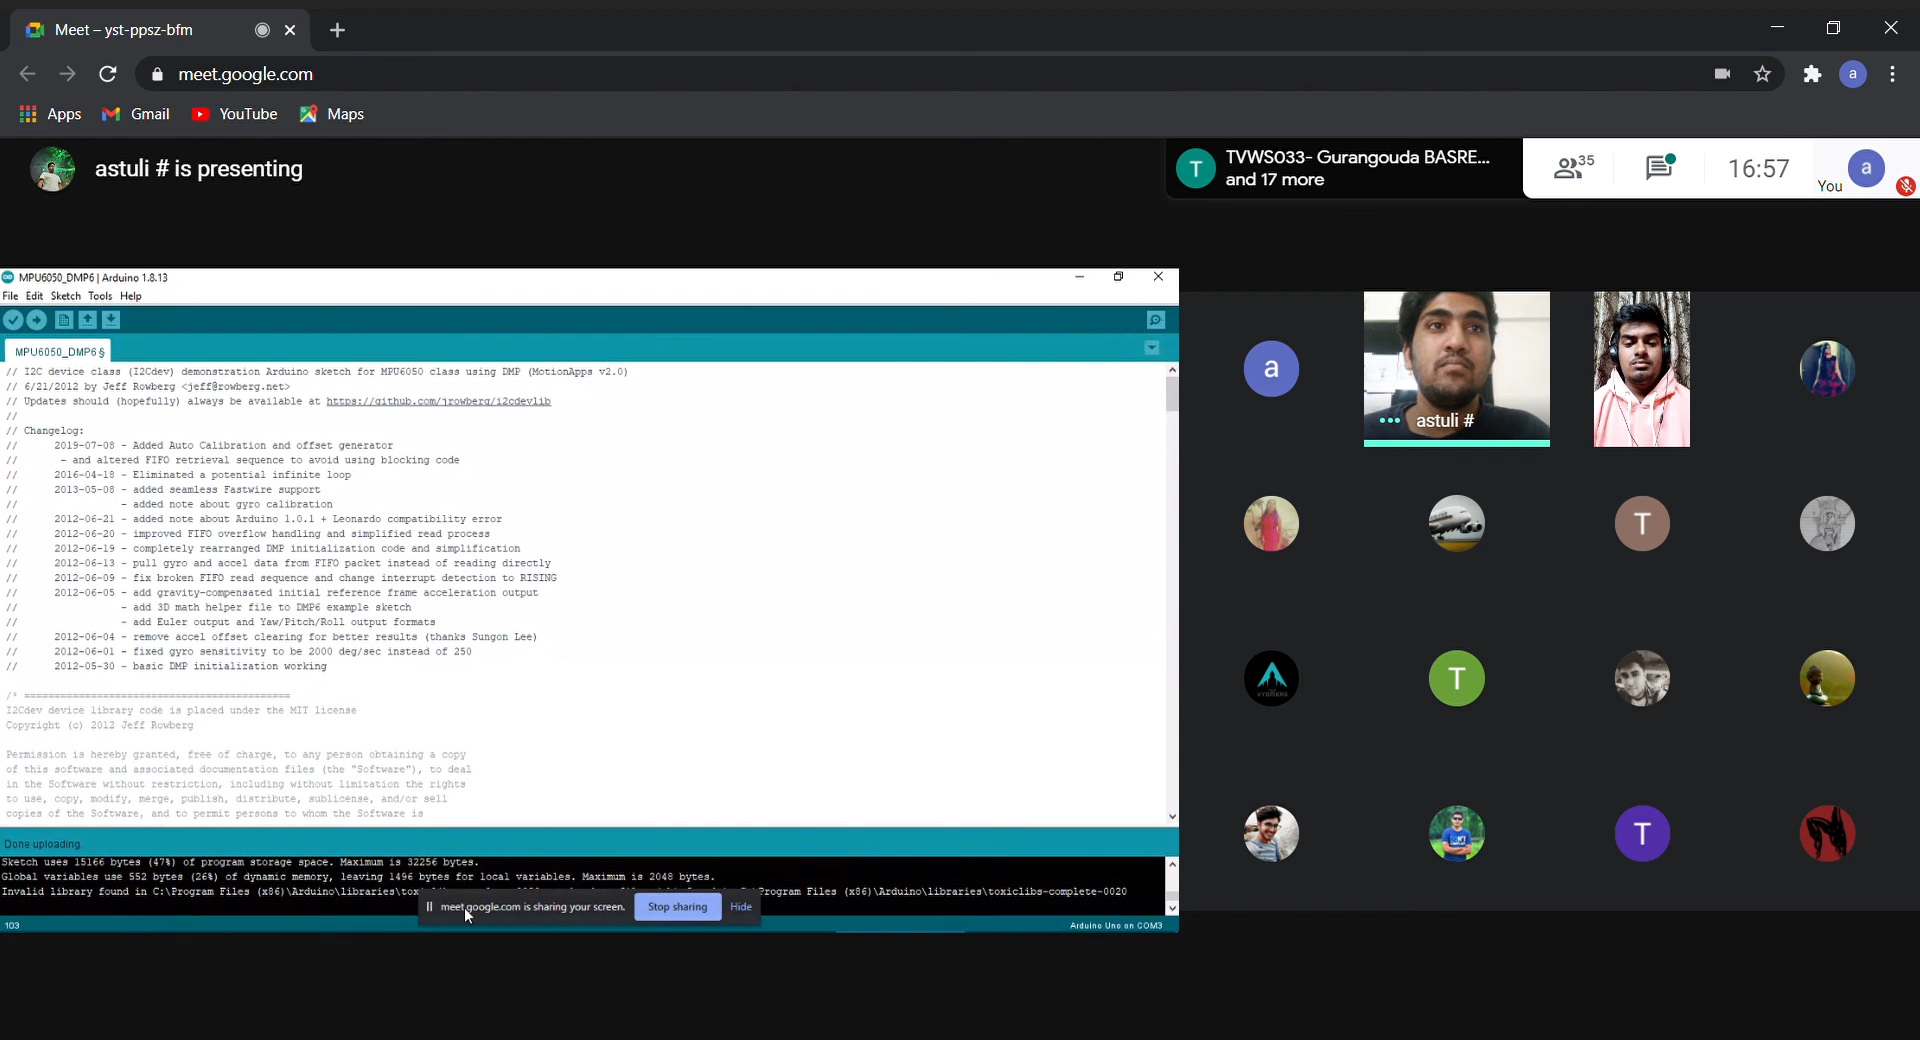 Meet – yst-ppsz-bfm
meet.google.com
a
Apps Gmail YouTube Maps
astuli # is presenting
T
TVWS033- Gurangouda BASRE...
and 17 more
35
16:57
You
a
MPU6050_DMP6 | Arduino 1.8.13
File Edit Sketch Tools Help
MPU6050_DMP6 §
// I2C device class (I2Cdev) demonstration Arduino sketch for MPU6050 class using DMP (MotionApps v2.0)
// 6/21/2012 by Jeff Rowberg <jeff@rowberg.net>
// Updates should (hopefully) always be available at https://github.com/jrowberg/i2cdevlib
//
// Changelog:
//      2019-07-08 - Added Auto Calibration and offset generator
//       - and altered FIFO retrieval sequence to avoid using blocking code
//      2016-04-18 - Eliminated a potential infinite loop
//      2013-05-08 - added seamless Fastwire support
//                 - added note about gyro calibration
//      2012-06-21 - added note about Arduino 1.0.1 + Leonardo compatibility error
//      2012-06-20 - improved FIFO overflow handling and simplified read process
//      2012-06-19 - completely rearranged DMP initialization code and simplification
//      2012-06-13 - pull gyro and accel data from FIFO packet instead of reading directly
//      2012-06-09 - fix broken FIFO read sequence and change interrupt detection to RISING
//      2012-06-05 - add gravity-compensated initial reference frame acceleration output
//                 - add 3D math helper file to DMP6 example sketch
//                 - add Euler output and Yaw/Pitch/Roll output formats
//      2012-06-04 - remove accel offset clearing for better results (thanks Sungon Lee)
//      2012-06-01 - fixed gyro sensitivity to be 2000 deg/sec instead of 250
//      2012-05-30 - basic DMP initialization working
/* ============================================
I2Cdev device library code is placed under the MIT license
Copyright (c) 2012 Jeff Rowberg
Permission is hereby granted, free of charge, to any person obtaining a copy
of this software and associated documentation files (the "Software"), to deal
in the Software without restriction, including without limitation the rights
to use, copy, modify, merge, publish, distribute, sublicense, and/or sell
copies of the Software, and to permit persons to whom the Software is
Done uploading.
Sketch uses 15166 bytes (47%) of program storage space. Maximum is 32256 bytes.
Global variables use 552 bytes (26%) of dynamic memory, leaving 1496 bytes for local variables. Maximum is 2048 bytes.
Invalid library found in C:\Program Files (x86)\Arduino\libraries\tox Program Files (x86)\Arduino\libraries\toxiclibs-complete-0020
meet.google.com is sharing your screen. Stop sharing Hide
103
Arduino Uno on COM3
a
astuli #
T
T
T